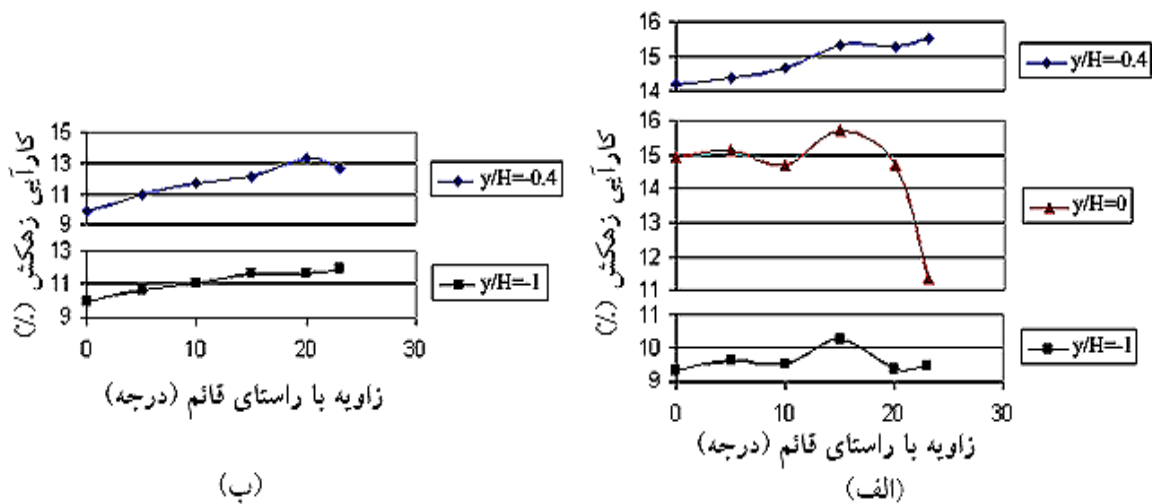 16
15
14
y/H=-0.4
کارآیی زهکش (٪)
16
15
14
13
12
11
y/H=0
11
10
9
y/H=-1
0 10 20 30
زاویه با راستای قائم (درجه)
(الف)
کارآیی زهکش (٪)
15
13
11
9
y/H=-0.4
13
11
9
y/H=-1
0 10 20 30
زاویه با راستای قائم (درجه)
(ب)